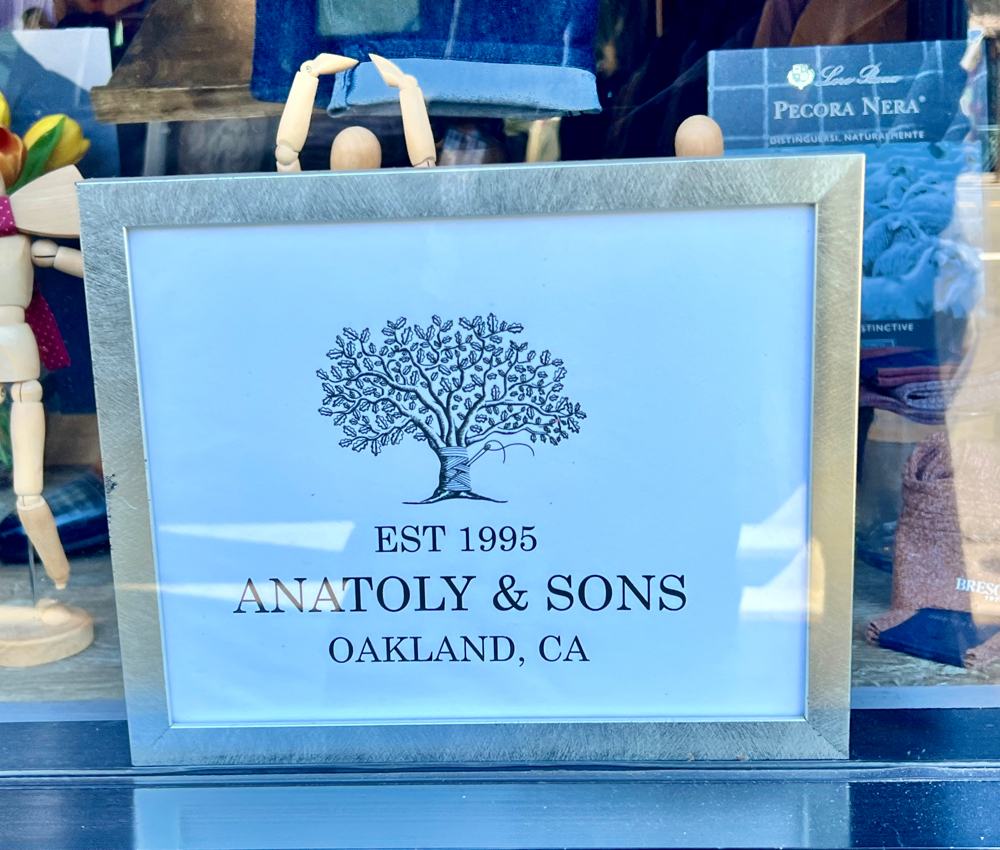 Loro Piana
PECORA NERA®
DISTINGUERSI, NATURALMENTE
STINCTIVE
EST 1995
ANATOLY & SONS
OAKLAND, CA
BRESC